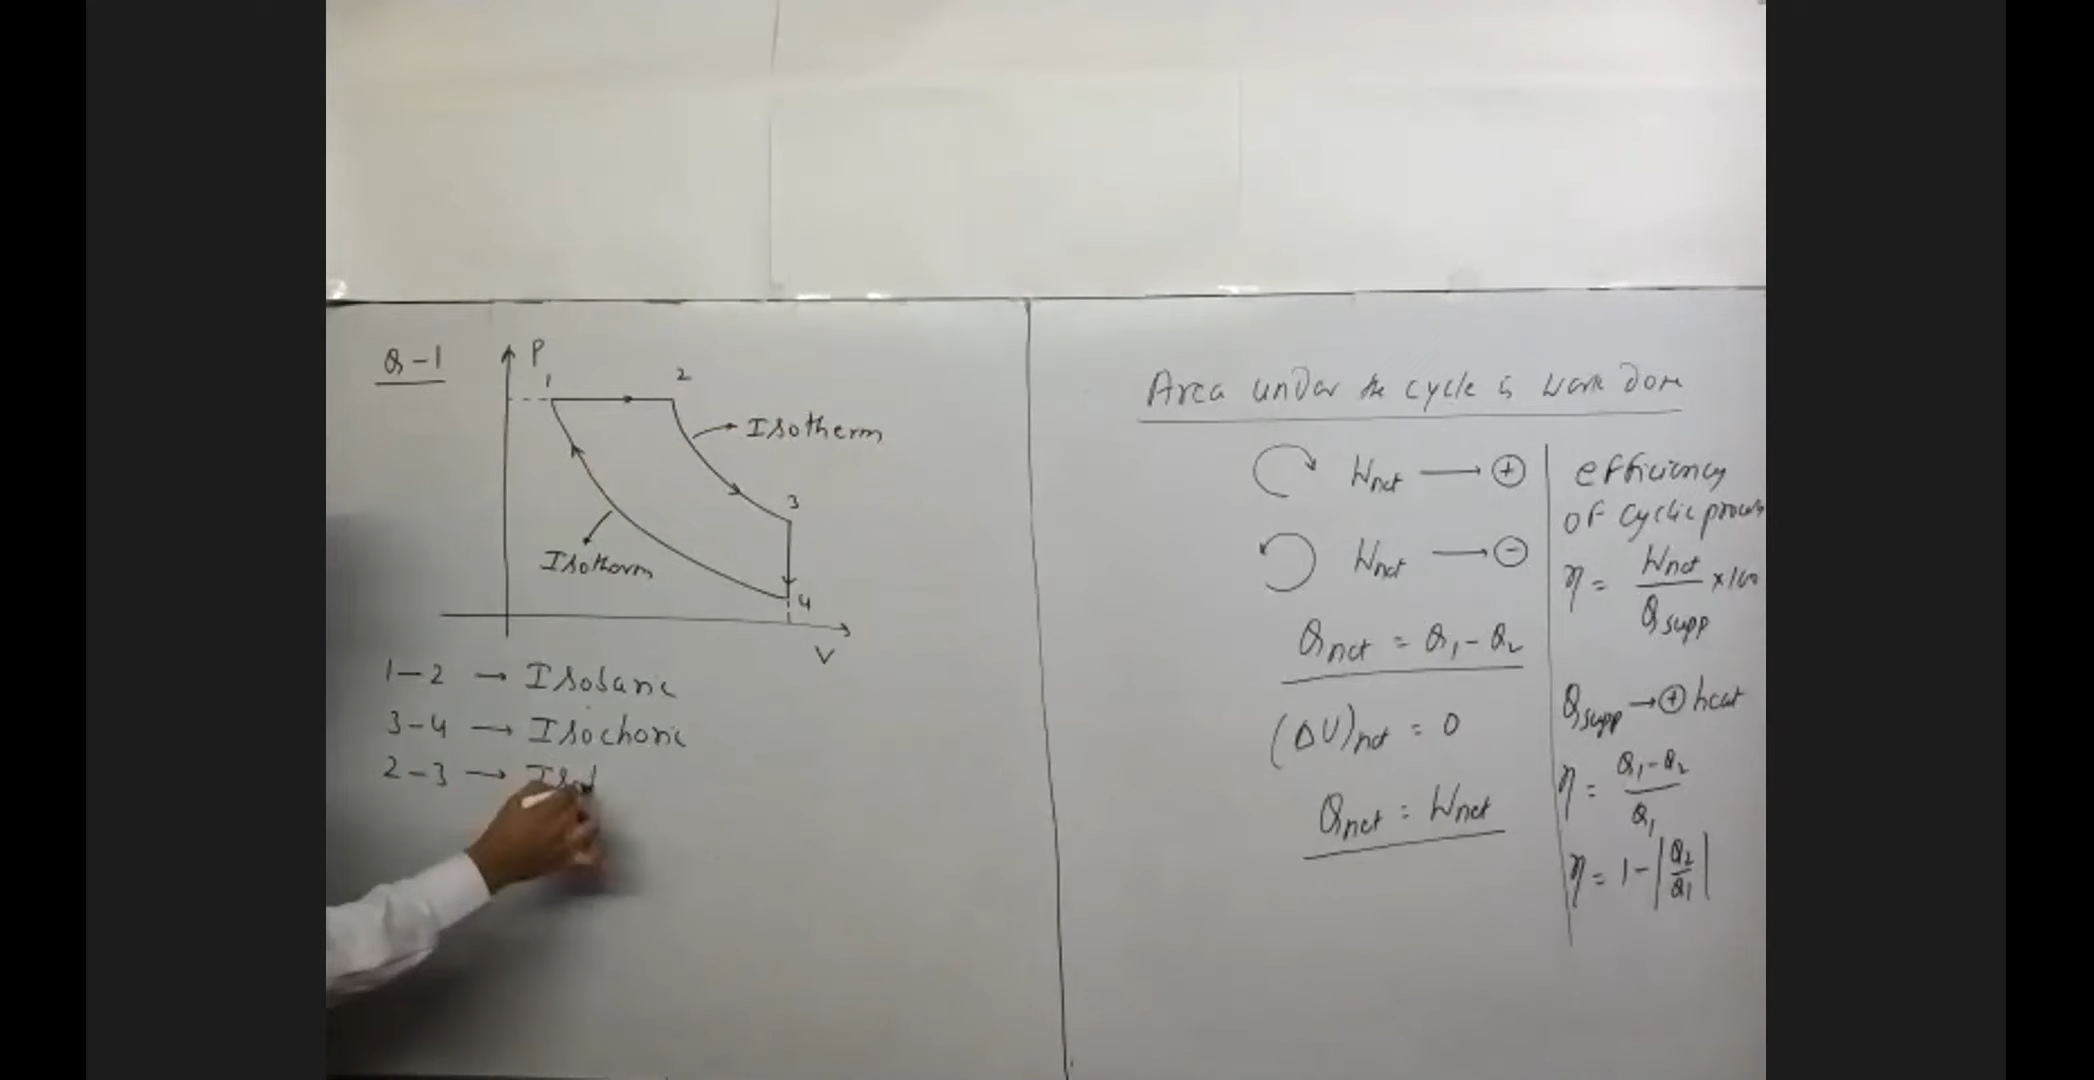 Q-1
P
1
2
Isotherm
3
Isotherm
4
V
1-2 → Isobaric
3-4 → Isochoric
2-3 →
Area under the cycle is work done
Wnet → ⊕
Wnet → ⊖
Qnet = Q₁ - Q₂
(ΔU)net = 0
Qnet = Wnet
efficiency
of cyclic process
η = Wnet/Qsupp ×100
Qsupp → ⊕ heat
η = Q₁-Q₂/Q₁
η = 1-|Q₂/Q₁|